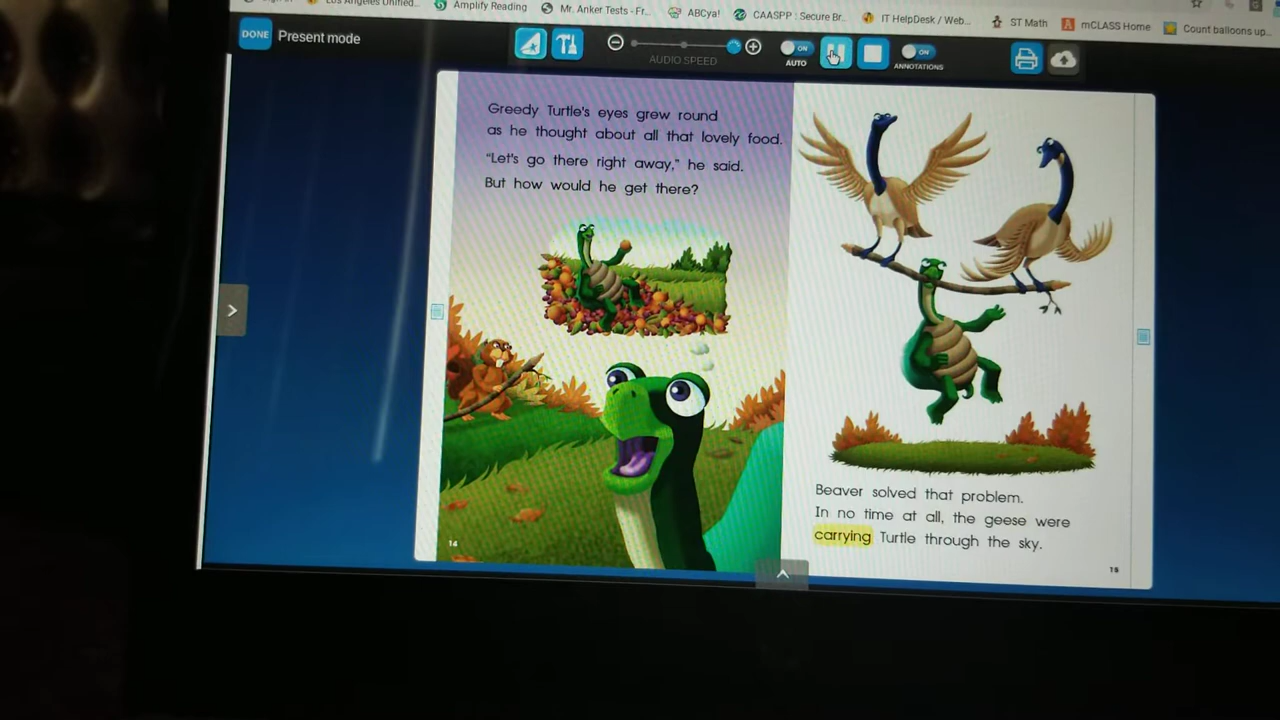 Los Angeles Unified...
Amplify Reading
Mr. Anker Tests - Fr...
ABCya!
CAASPP : Secure Br...
IT HelpDesk / Web...
ST Math
mCLASS Home
Count balloons up...
DONE
Present mode
AUDIO SPEED
ON
AUTO
ON
ANNOTATIONS
Greedy Turtle's eyes grew round
as he thought about all that lovely food.
"Let's go there right away," he said.
But how would he get there?
14
Beaver solved that problem.
In no time at all, the geese were
carrying Turtle through the sky.
15